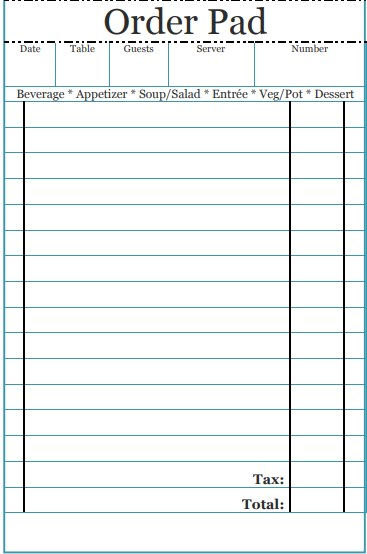 Order Pad
Date Table Guests Server Number
Beverage * Appetizer * Soup/Salad * Entrée * Veg/Pot * Dessert
Tax:
Total: